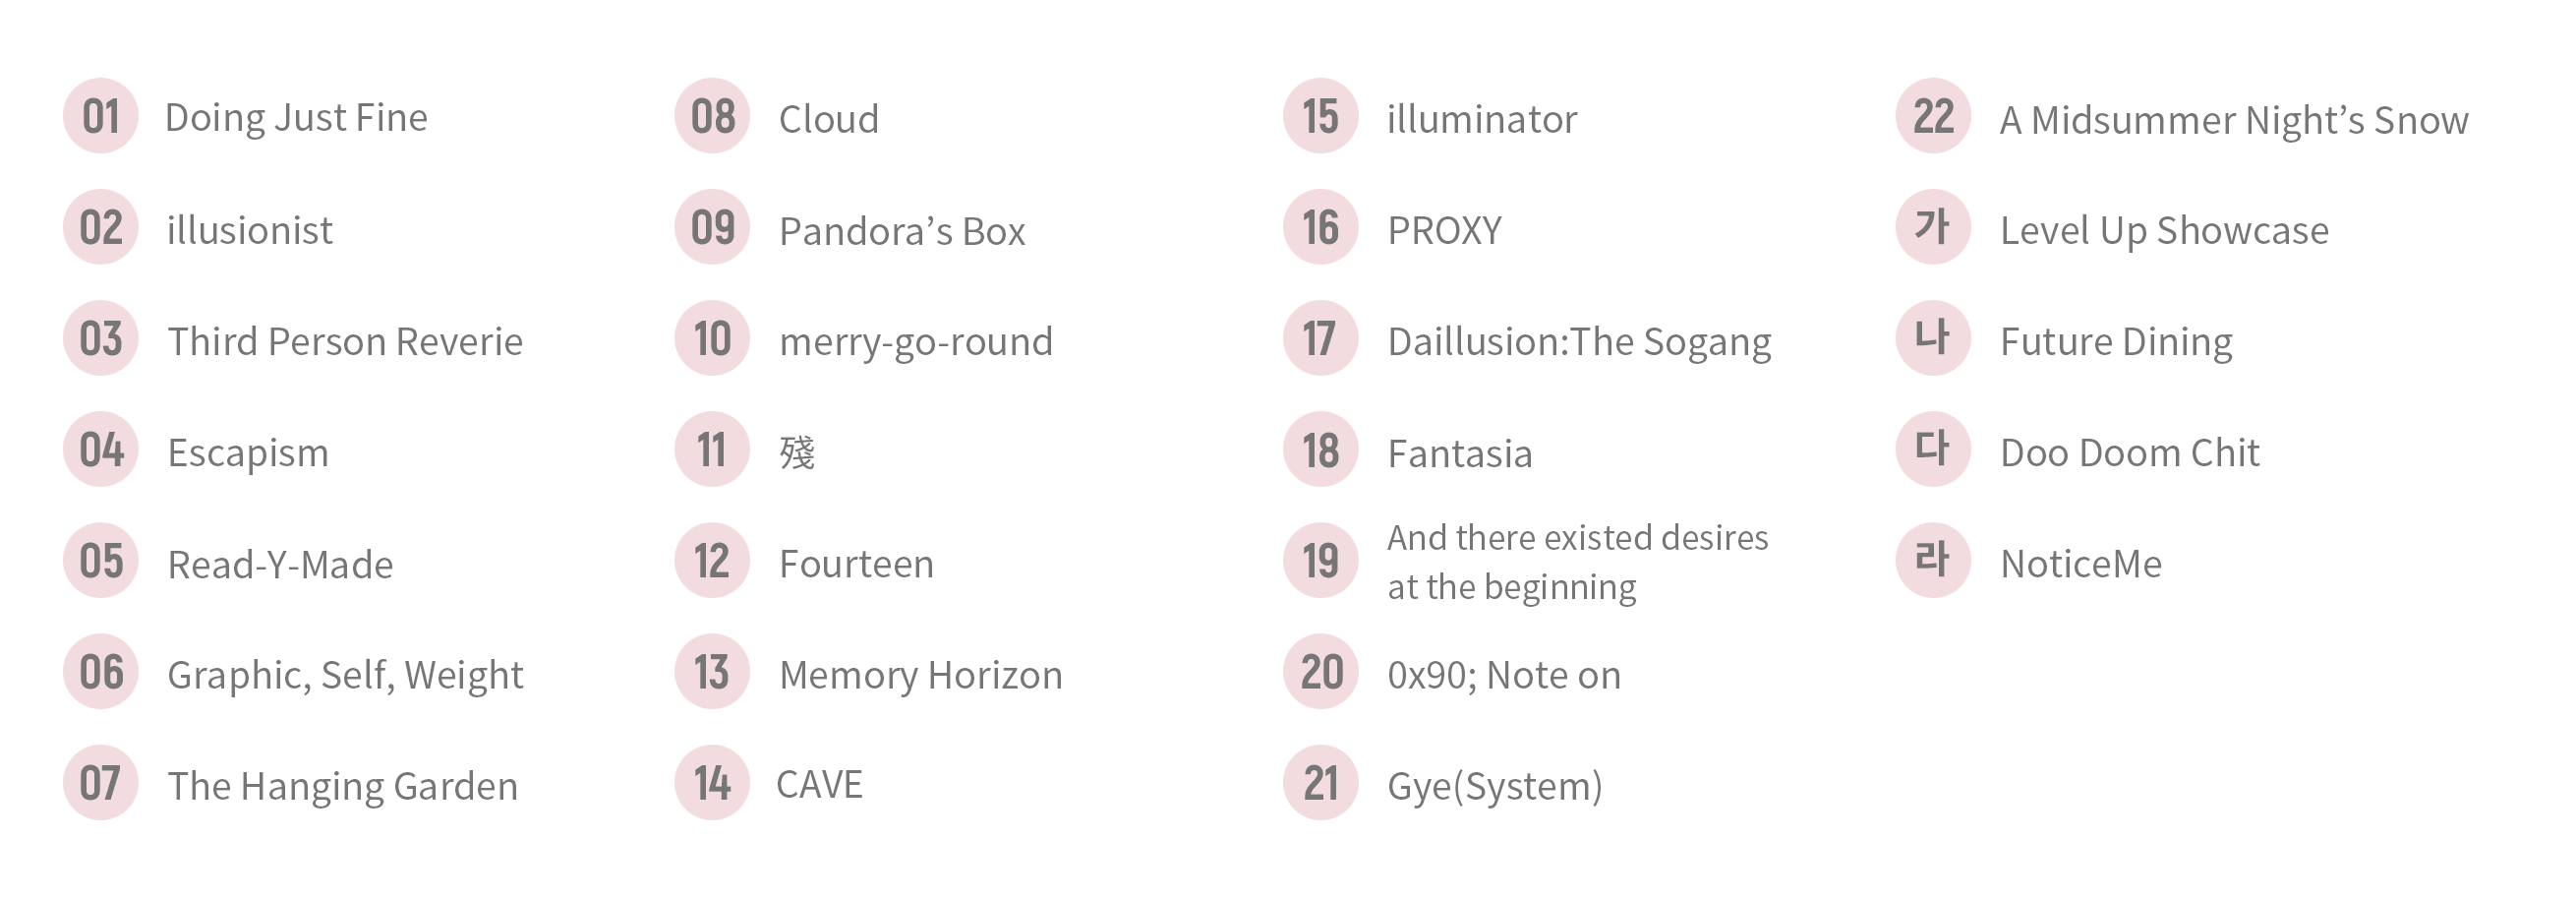 01 Doing Just Fine
02 illusionist
03 Third Person Reverie
04 Escapism
05 Read-Y-Made
06 Graphic, Self, Weight
07 The Hanging Garden
08 Cloud
09 Pandora’s Box
10 merry-go-round
11 殘
12 Fourteen
13 Memory Horizon
14 CAVE
15 illuminator
16 PROXY
17 Daillusion:The Sogang
18 Fantasia
19 And there existed desires
at the beginning
20 0x90; Note on
21 Gye(System)
22 A Midsummer Night’s Snow
가 Level Up Showcase
나 Future Dining
다 Doo Doom Chit
라 NoticeMe